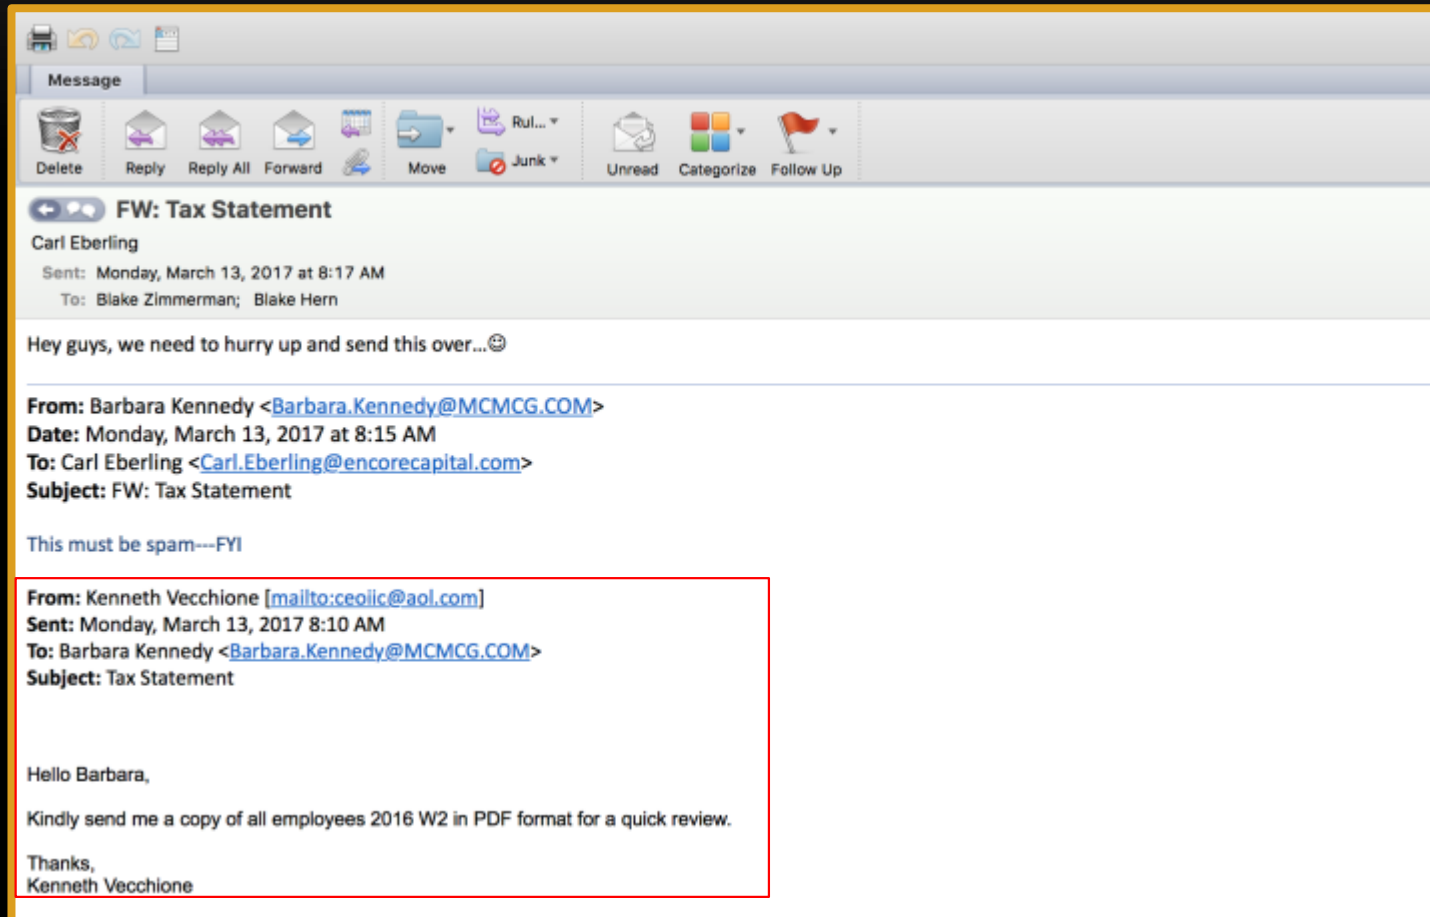 Message
Delete
Reply
Reply All
Forward
Move
Rul...
Junk
Unread
Categorize
Follow Up
FW: Tax Statement
Carl Eberling
Sent: Monday, March 13, 2017 at 8:17 AM
To: Blake Zimmerman; Blake Hern
Hey guys, we need to hurry up and send this over...☺
From: Barbara Kennedy <Barbara.Kennedy@MCMCG.COM>
Date: Monday, March 13, 2017 at 8:15 AM
To: Carl Eberling <Carl.Eberling@encorecapital.com>
Subject: FW: Tax Statement
This must be spam---FYI
From: Kenneth Vecchione [mailto:ceoiic@aol.com]
Sent: Monday, March 13, 2017 8:10 AM
To: Barbara Kennedy <Barbara.Kennedy@MCMCG.COM>
Subject: Tax Statement
Hello Barbara,
Kindly send me a copy of all employees 2016 W2 in PDF format for a quick review.
Thanks,
Kenneth Vecchione